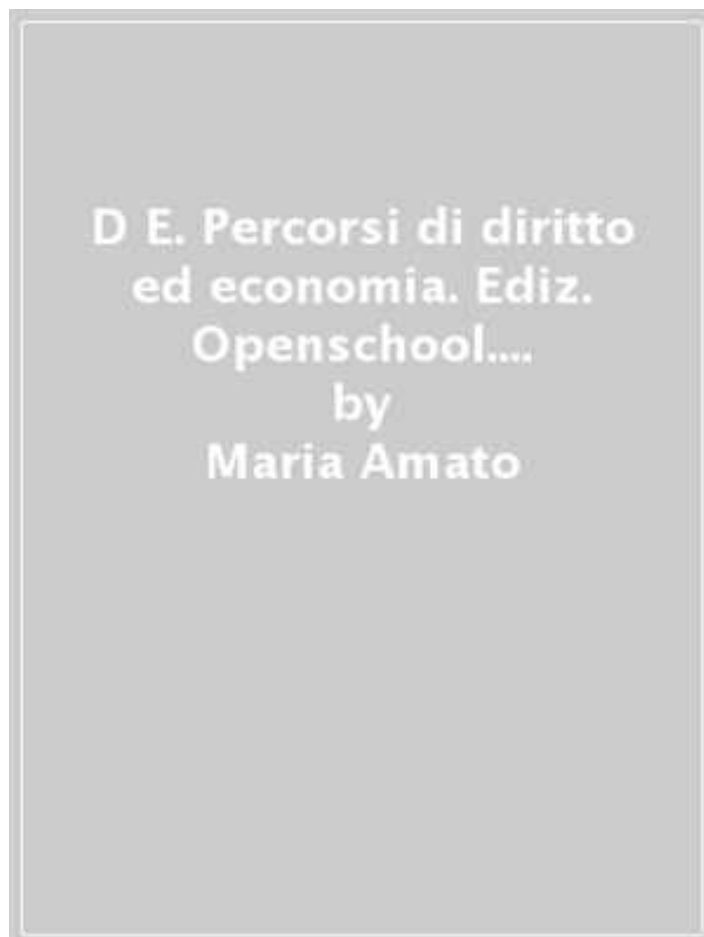 D E. Percorsi di diritto
ed economia. Ediz.
Openschool....
by
Maria Amato